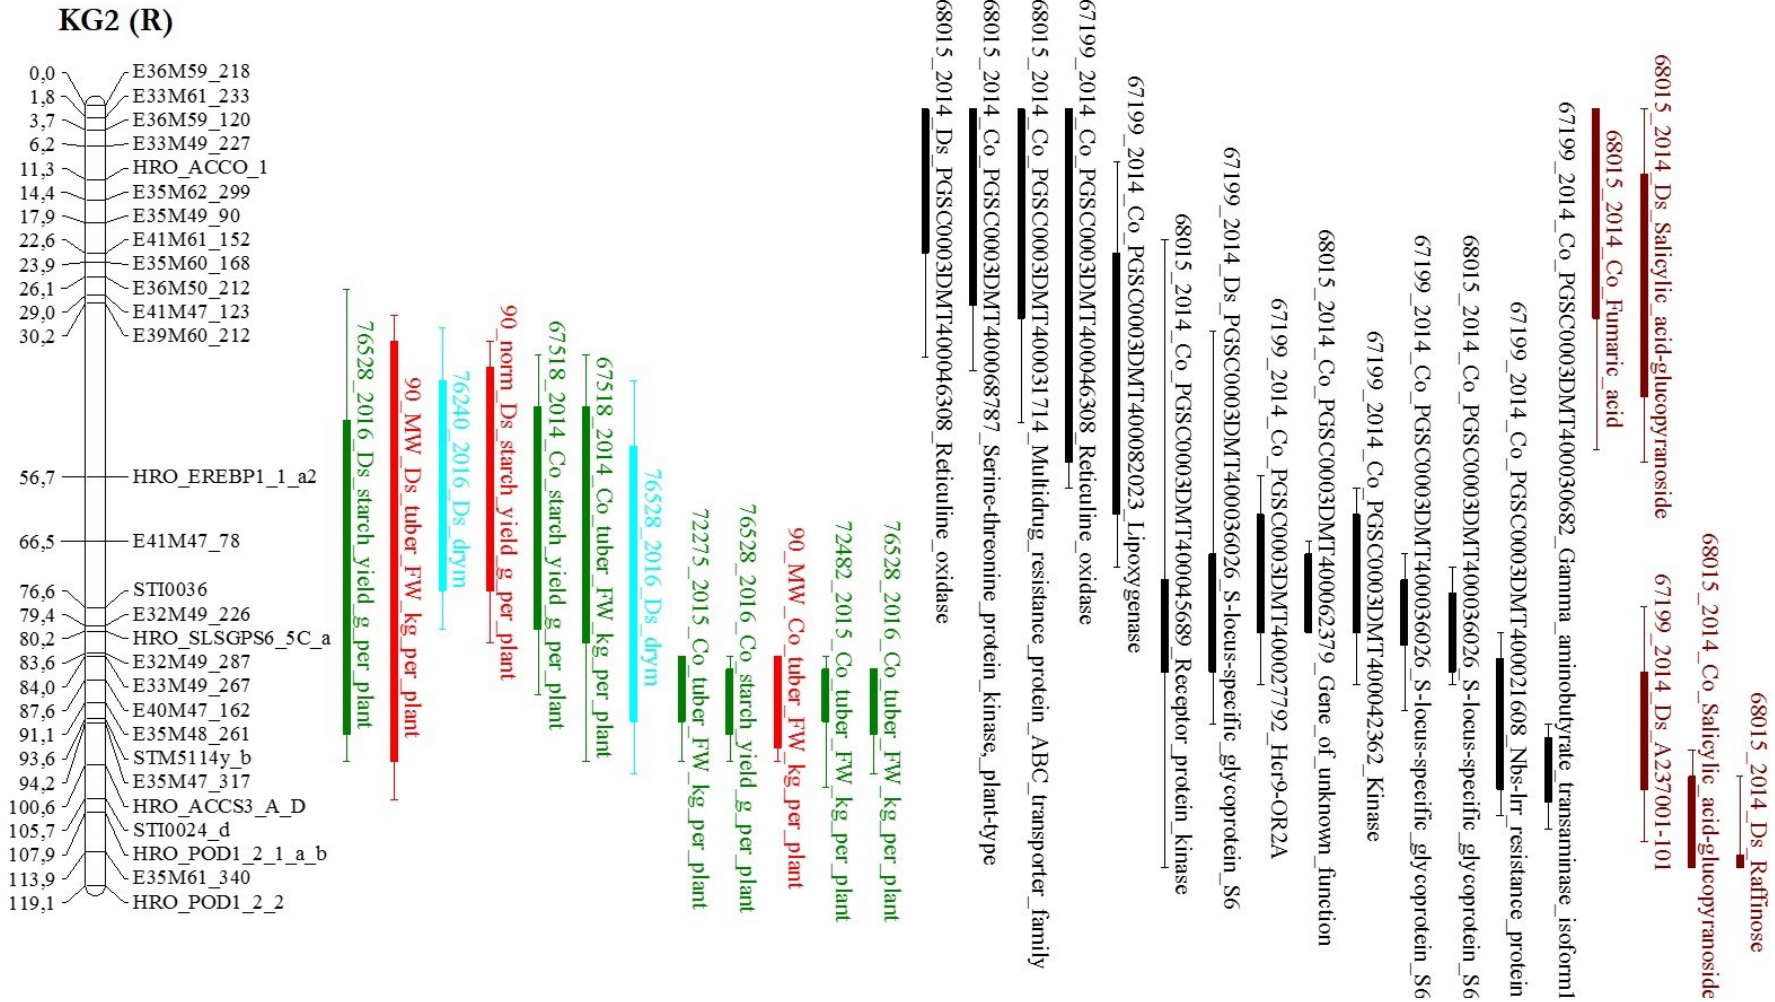 KG2 (R)
0,0 E36M59_218
1,8 E33M61_233
3,7 E36M59_120
6,2 E33M49_227
11,3 HRO_ACCO_1
14,4 E35M62_299
17,9 E35M49_90
22,6 E41M61_152
23,9 E35M60_168
26,1 E36M50_212
29,0 E41M47_123
30,2 E39M60_212
56,7 HRO_EREBP1_1_a2
66,5 E41M47_78
76,6 STI0036
79,4 E32M49_226
80,2 HRO_SLSGPS6_5C_a
83,6 E32M49_287
84,0 E33M49_267
87,6 E40M47_162
91,1 E35M48_261
93,6 STM5114y_b
94,2 E35M47_317
100,6 HRO_ACCS3_A_D
105,7 STI0024_d
107,9 HRO_POD1_2_1_a_b
113,9 E35M61_340
119,1 HRO_POD1_2_2
76528_2016_Ds_starch_yield_g_per_plant
90_MW_Ds_tuber_FW_kg_per_plant
76240_2016_Ds_drym
90_norm_Ds_starch_yield_g_per_plant
67518_2014_Co_starch_yield_g_per_plant
67518_2014_Co_tuber_FW_kg_per_plant
76528_2016_Ds_drym
72275_2015_Co_tuber_FW_kg_per_plant
76528_2016_Co_starch_yield_g_per_plant
90_MW_Co_tuber_FW_kg_per_plant
72482_2015_Co_tuber_FW_kg_per_plant
76528_2016_Co_tuber_FW_kg_per_plant
68015_2014_Ds_PGSC0003DMT400046308_Reticuline_oxidase
68015_2014_Co_PGSC0003DMT400068787_Serine-threonine_protein_kinase,_plant-type
68015_2014_Co_PGSC0003DMT400031714_Multidrug_resistance_protein_ABC_transporter_family
67199_2014_Co_PGSC0003DMT400046308_Reticuline_oxidase
67199_2014_Co_PGSC0003DMT400082023_Lipoxygenase
68015_2014_Co_PGSC0003DMT400045689_Receptor_protein_kinase
67199_2014_Ds_PGSC0003DMT400036026_S-locus-specific_glycoprotein_S6
67199_2014_Co_PGSC0003DMT400027792_Hcr9-OR2A
68015_2014_Co_PGSC0003DMT400062379_Gene_of_unknown_function
67199_2014_Co_PGSC0003DMT400042362_Kinase
67199_2014_Co_PGSC0003DMT400036026_S-locus-specific_glycoprotein_S6
68015_2014_Co_PGSC0003DMT400036026_S-locus-specific_glycoprotein_S6
67199_2014_Co_PGSC0003DMT400021608_Nbs-lrr_resistance_protein
67199_2014_Co_PGSC0003DMT400030682_Gamma_aminobutyrate_transaminase_isoform1
68015_2014_Co_Fumaric_acid
68015_2014_Ds_Salicylic_acid-glucopyranoside
67199_2014_Ds_A237001-101
68015_2014_Co_Salicylic_acid-glucopyranoside
68015_2014_Ds_Raffinose